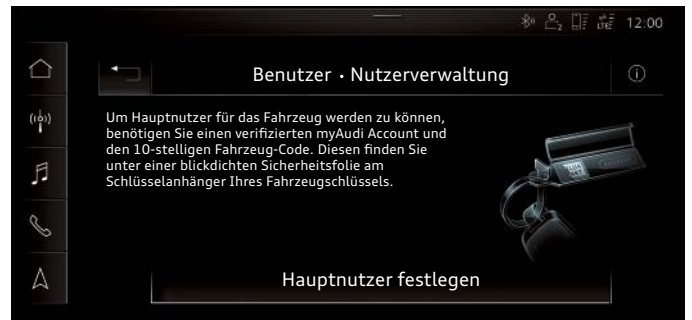 LTE 12:00
Benutzer • Nutzerverwaltung
Um Hauptnutzer für das Fahrzeug werden zu können,
benötigen Sie einen verifizierten myAudi Account und
den 10-stelligen Fahrzeug-Code. Diesen finden Sie
unter einer blickdichten Sicherheitsfolie am
Schlüsselanhänger Ihres Fahrzeugschlüssels.
Hauptnutzer festlegen